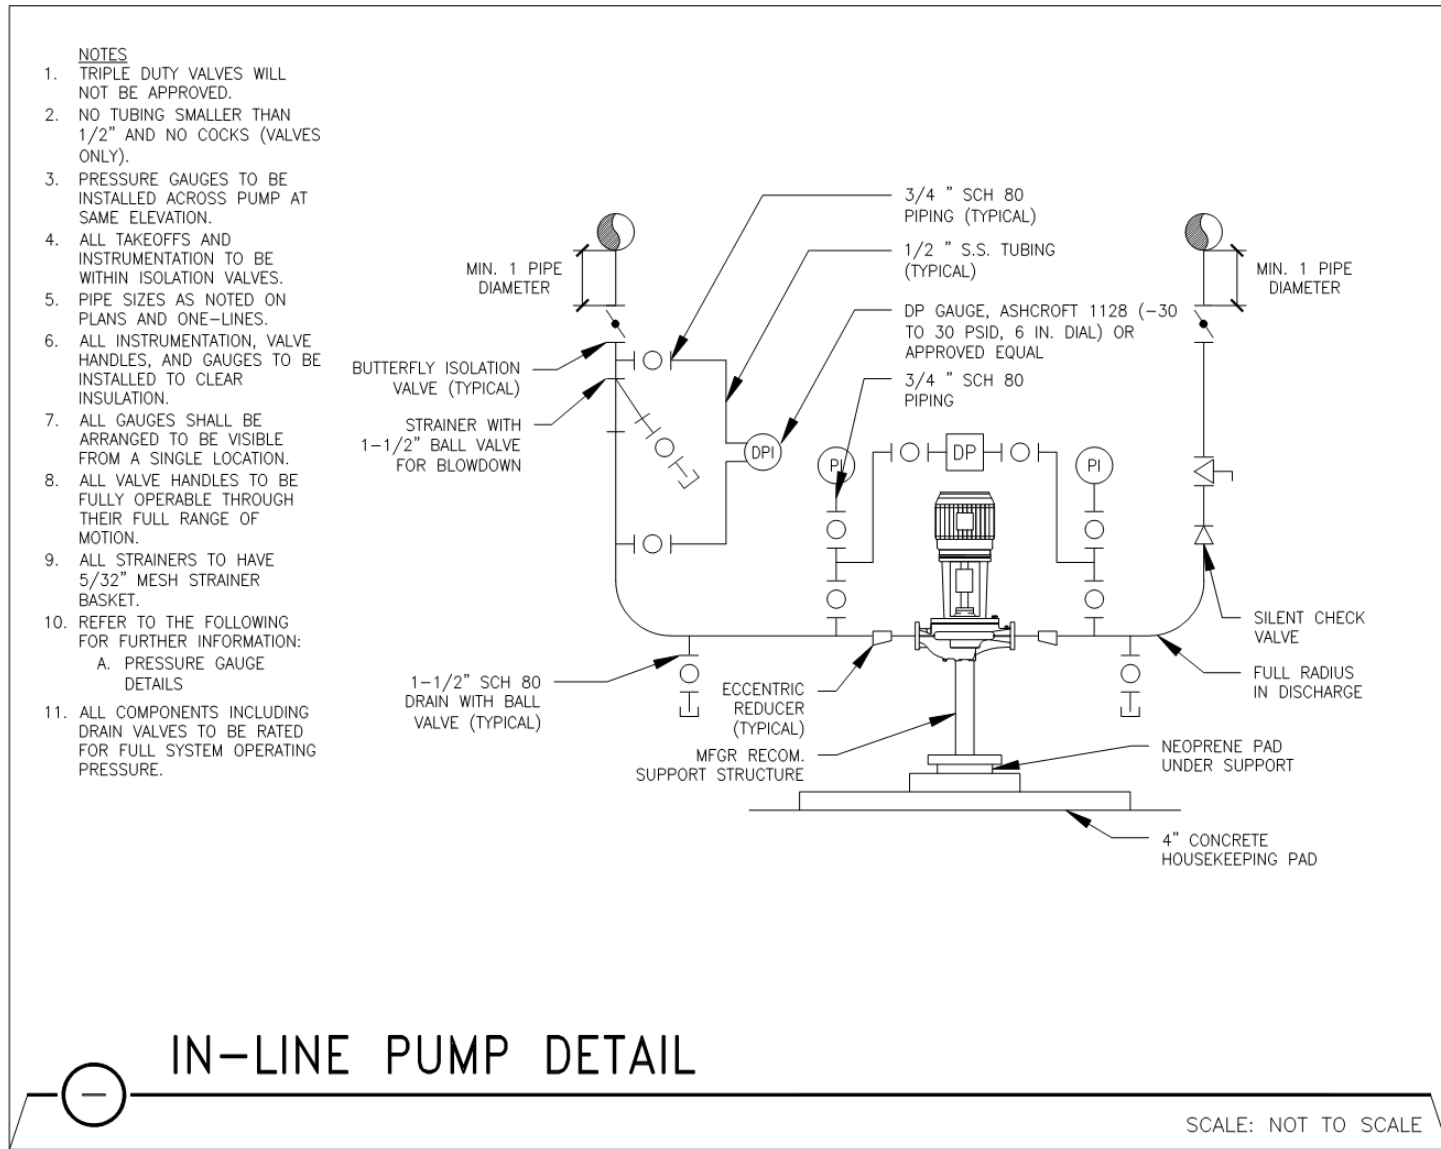 NOTES
1. TRIPLE DUTY VALVES WILL
NOT BE APPROVED.
2. NO TUBING SMALLER THAN
1/2" AND NO COCKS (VALVES
ONLY).
3. PRESSURE GAUGES TO BE
INSTALLED ACROSS PUMP AT
SAME ELEVATION.
4. ALL TAKEOFFS AND
INSTRUMENTATION TO BE
WITHIN ISOLATION VALVES.
5. PIPE SIZES AS NOTED ON
PLANS AND ONE-LINES.
6. ALL INSTRUMENTATION, VALVE
HANDLES, AND GAUGES TO BE
INSTALLED TO CLEAR
INSULATION.
7. ALL GAUGES SHALL BE
ARRANGED TO BE VISIBLE
FROM A SINGLE LOCATION.
8. ALL VALVE HANDLES TO BE
FULLY OPERABLE THROUGH
THEIR FULL RANGE OF
MOTION.
9. ALL STRAINERS TO HAVE
5/32" MESH STRAINER
BASKET.
10. REFER TO THE FOLLOWING
FOR FURTHER INFORMATION:
A. PRESSURE GAUGE
DETAILS
11. ALL COMPONENTS INCLUDING
DRAIN VALVES TO BE RATED
FOR FULL SYSTEM OPERATING
PRESSURE.
MIN. 1 PIPE
DIAMETER
BUTTERFLY ISOLATION
VALVE (TYPICAL)
STRAINER WITH
1-1/2" BALL VALVE
FOR BLOWDOWN
3/4 " SCH 80
PIPING (TYPICAL)
1/2 " S.S. TUBING
(TYPICAL)
DP GAUGE, ASHCROFT 1128 (-30
TO 30 PSID, 6 IN. DIAL) OR
APPROVED EQUAL
3/4 " SCH 80
PIPING
MIN. 1 PIPE
DIAMETER
DPI
PI
DP
PI
1-1/2" SCH 80
DRAIN WITH BALL
VALVE (TYPICAL)
ECCENTRIC
REDUCER
(TYPICAL)
MFGR RECOM.
SUPPORT STRUCTURE
SILENT CHECK
VALVE
FULL RADIUS
IN DISCHARGE
NEOPRENE PAD
UNDER SUPPORT
4" CONCRETE
HOUSEKEEPING PAD
IN-LINE PUMP DETAIL
—
SCALE: NOT TO SCALE